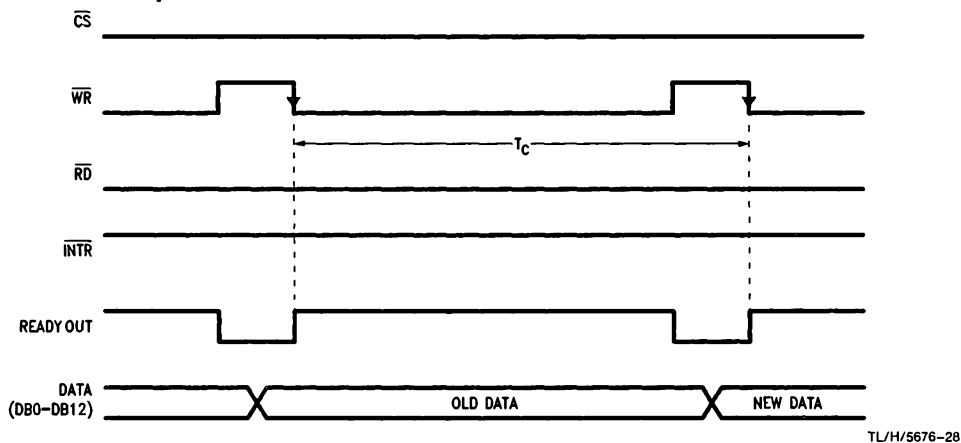 CS
WR
T_C
RD
INTR
READY OUT
DATA
(DB0–DB12)
OLD DATA
NEW DATA
TL/H/5676–28